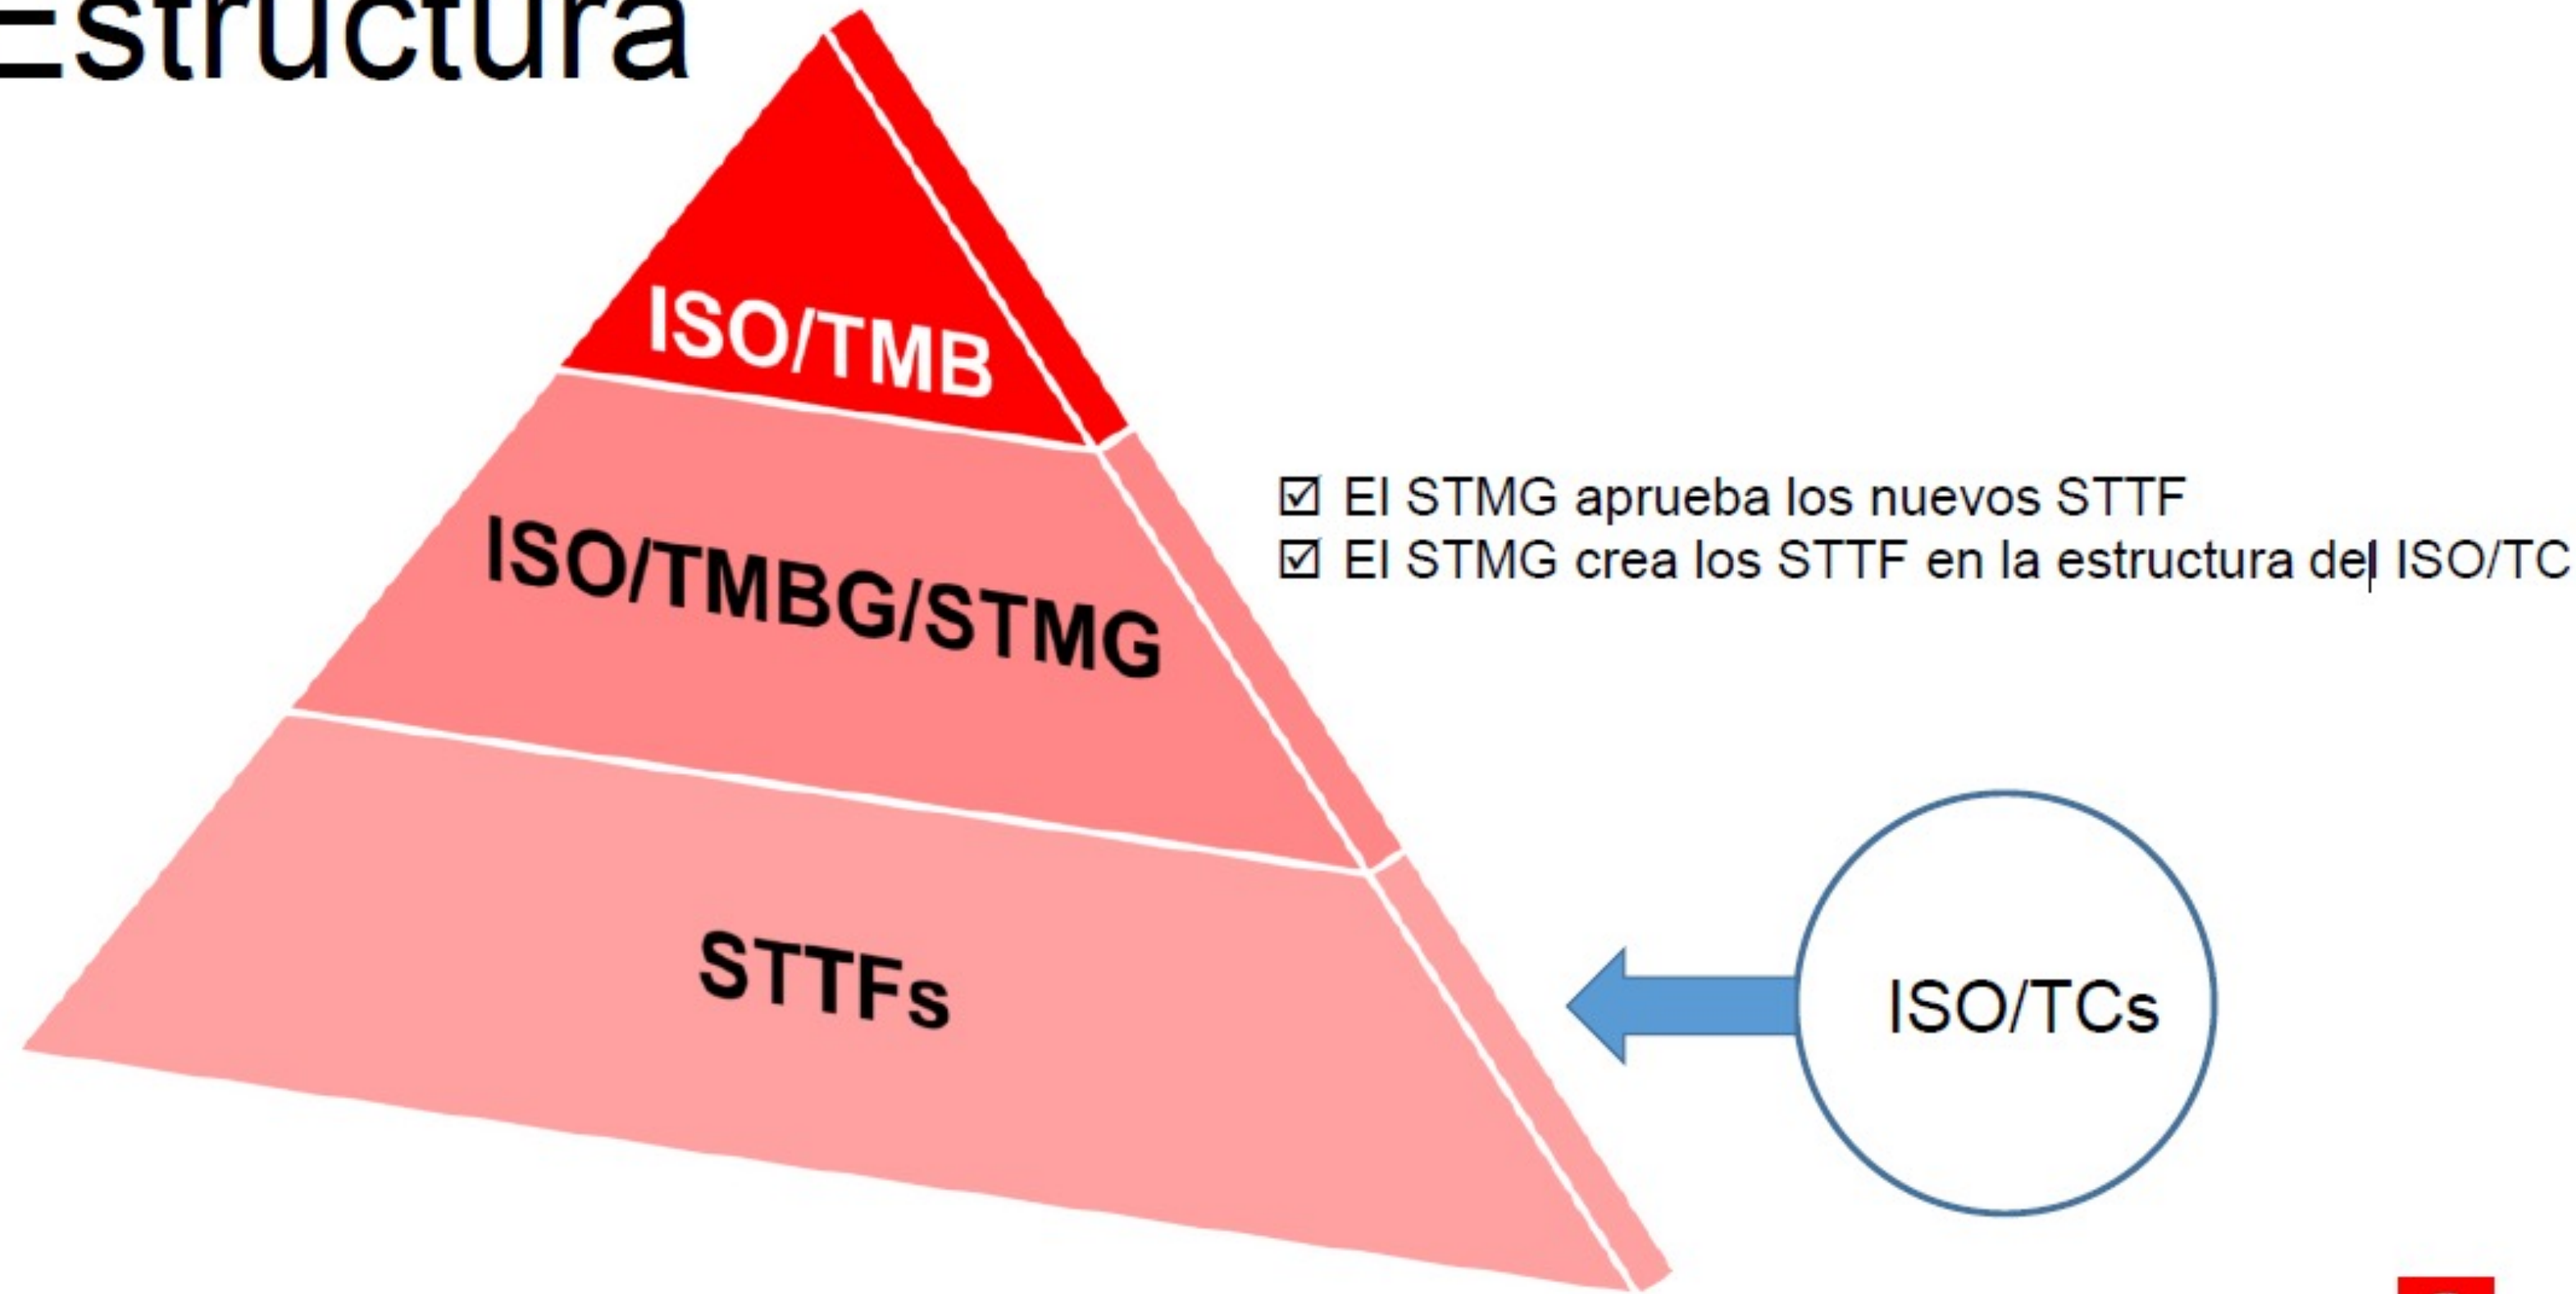 Estructura
ISO/TMB
ISO/TMBG/STMG
☑ El STMG aprueba los nuevos STTF
☑ El STMG crea los STTF en la estructura del ISO/TC
STTFs
ISO/TCs